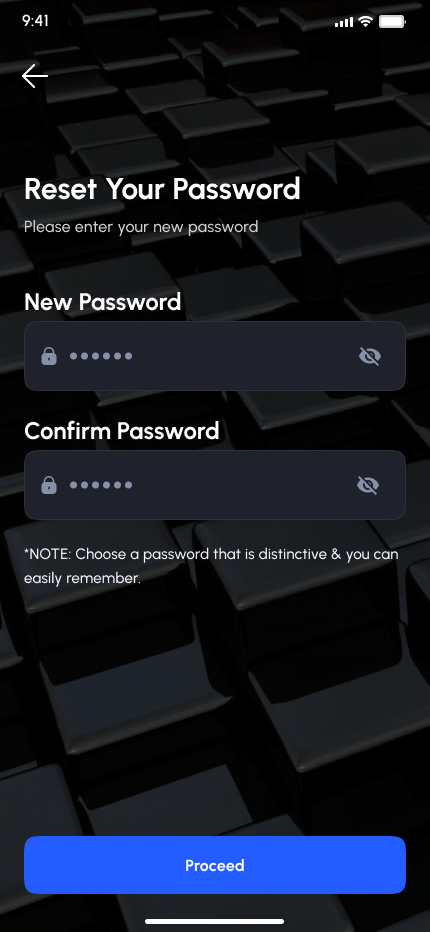 9:41
Reset Your Password
Please enter your new password
New Password
••••••
Confirm Password
••••••
*NOTE: Choose a password that is distinctive & you can
easily remember.
Proceed